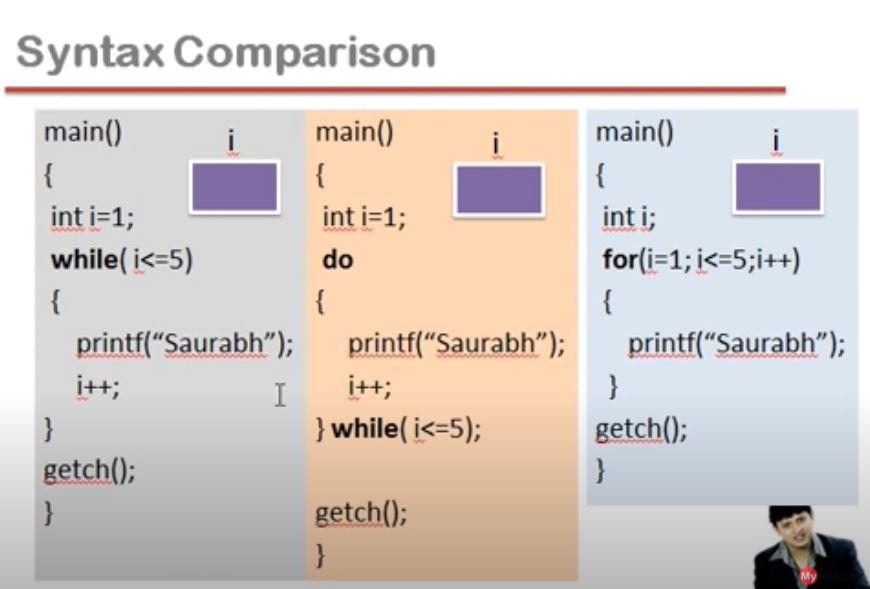 Syntax Comparison
main()
i
{
int i=1;
while( i<=5)
{
printf(“Saurabh”);
i++;
}
getch();
}
main()
i
{
int i=1;
do
{
printf(“Saurabh”);
i++;
} while( i<=5);
getch();
}
main()
i
{
int i;
for(i=1; i<=5;i++)
{
printf(“Saurabh”);
}
getch();
}
My